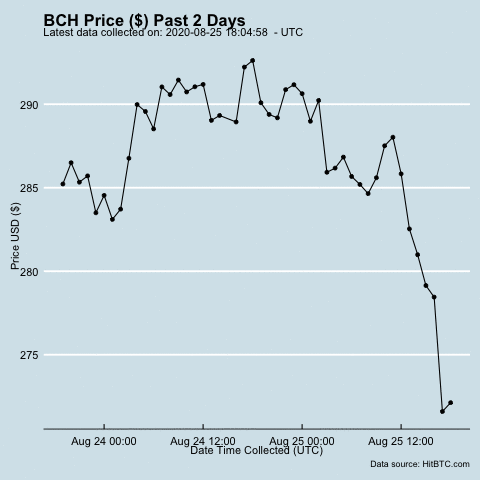 BCH Price ($) Past 2 Days
Latest data collected on: 2020-08-25 18:04:58 - UTC
290
285
280
275
Price USD ($)
Aug 24 00:00 Aug 24 12:00 Aug 25 00:00 Aug 25 12:00
Date Time Collected (UTC)
Data source: HitBTC.com